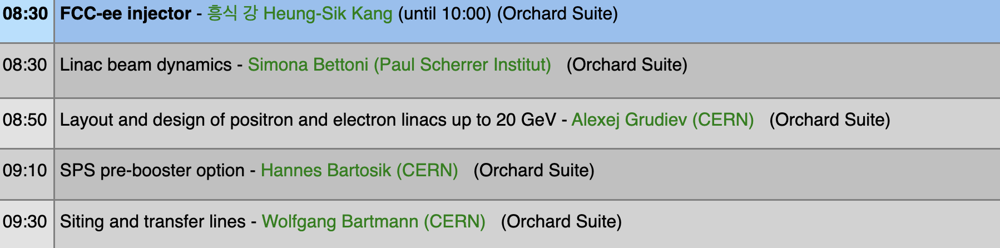 08:30 FCC-ee injector - 흥식 강 Heung-Sik Kang (until 10:00) (Orchard Suite)
08:30 Linac beam dynamics - Simona Bettoni (Paul Scherrer Institut) (Orchard Suite)
08:50 Layout and design of positron and electron linacs up to 20 GeV - Alexej Grudiev (CERN) (Orchard Suite)
09:10 SPS pre-booster option - Hannes Bartosik (CERN) (Orchard Suite)
09:30 Siting and transfer lines - Wolfgang Bartmann (CERN) (Orchard Suite)